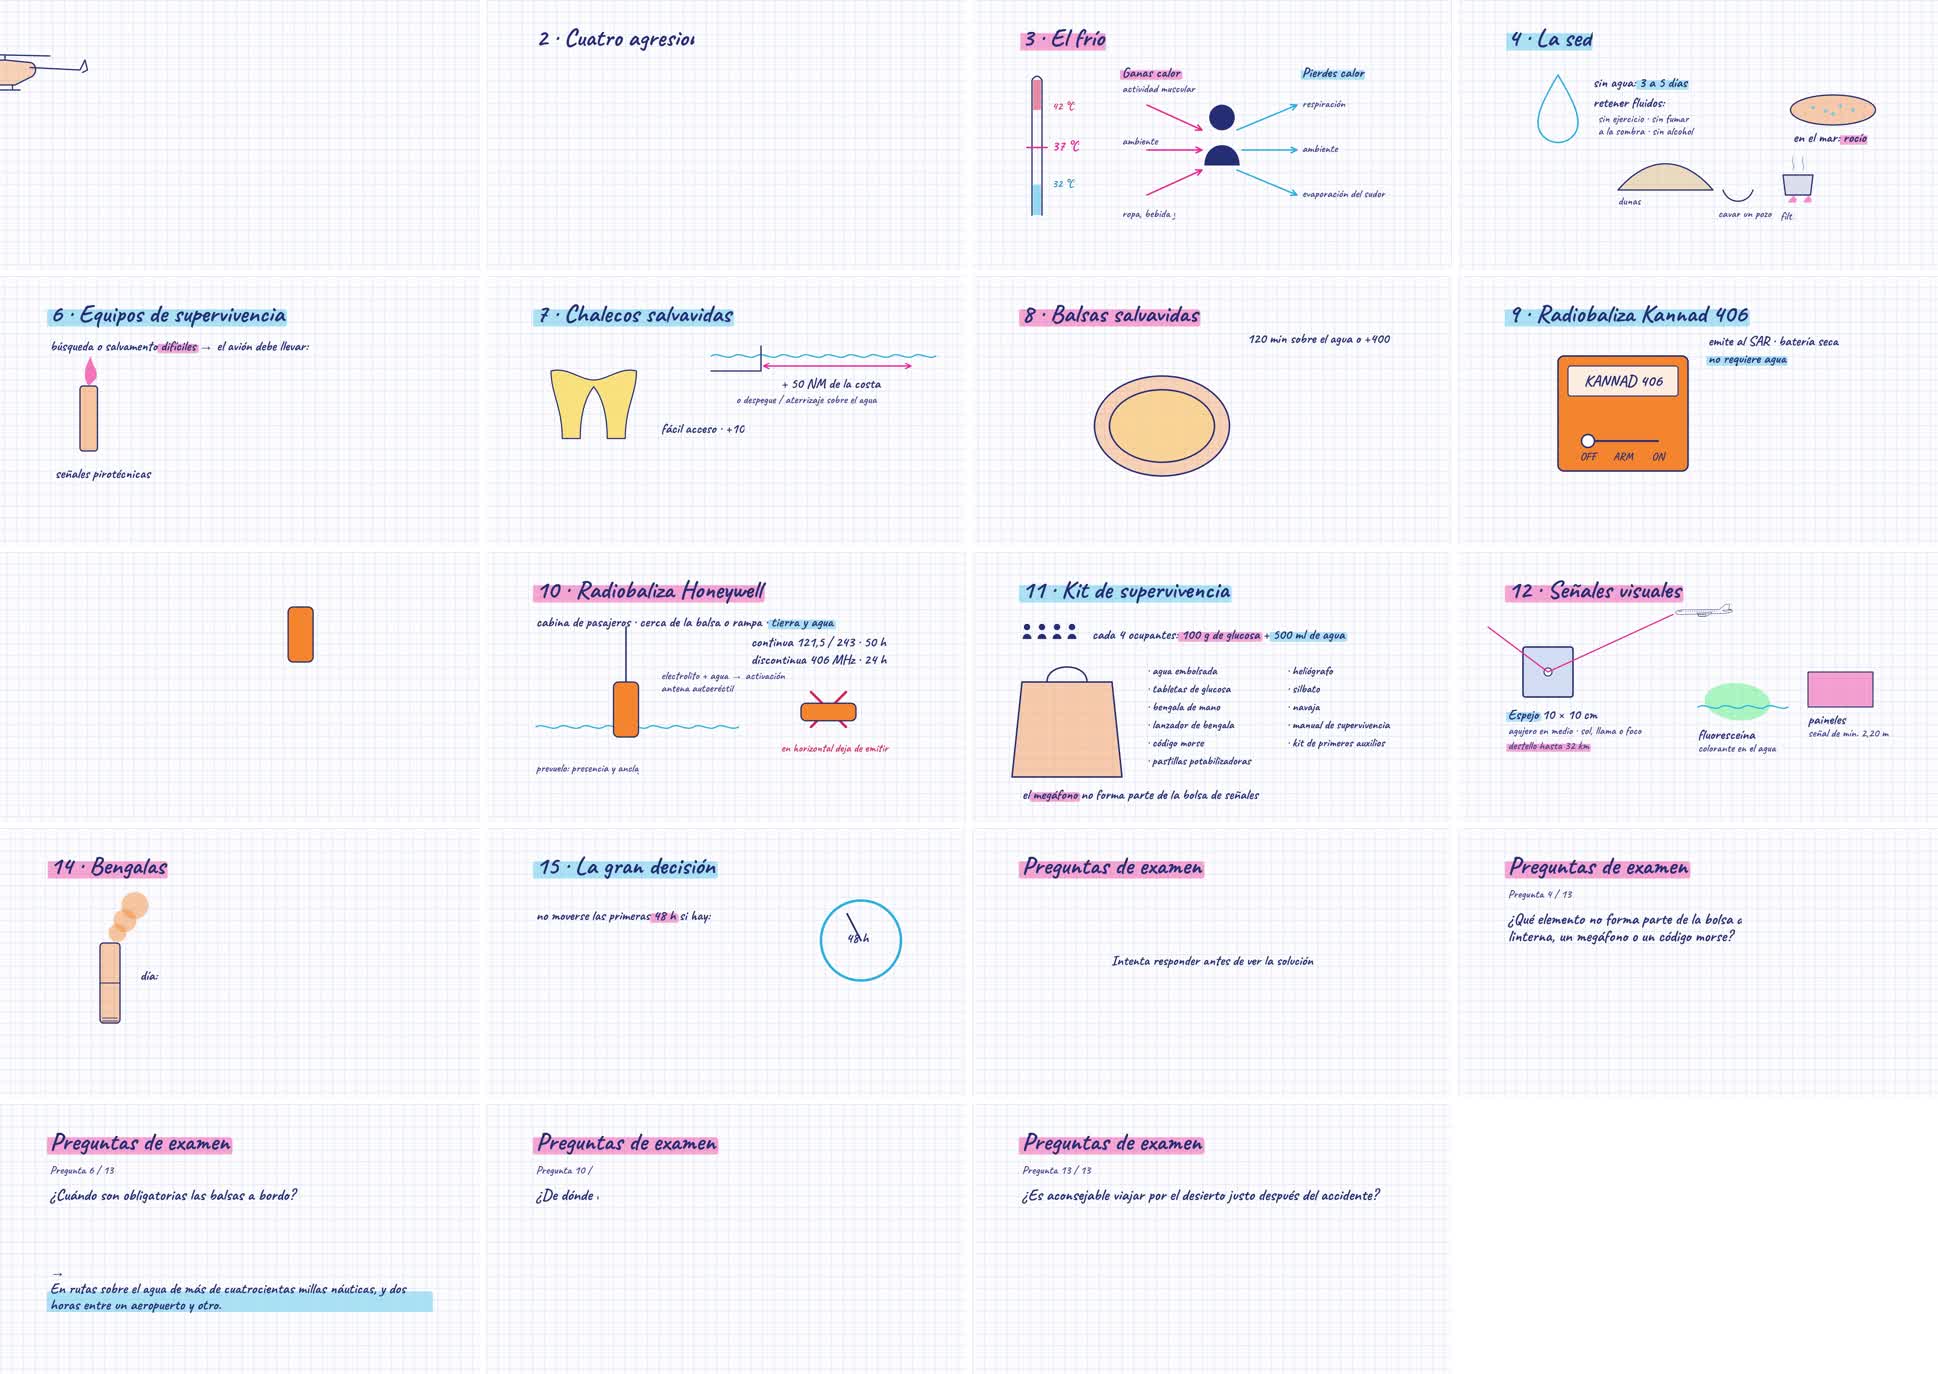 2 · Cuatro agresion
3 · El frío
Ganas calor
Pierdes calor
actividad muscular
42 ℃
respiración
37 ℃
ambiente
ambiente
32 ℃
evaporación del sudor
ropa, bebida y
4 · La sed
sin agua: 3 a 5 días
retener fluidos:
sin ejercicio · sin fumar
a la sombra · sin alcohol
en el mar: rocío
dunas
cavar un pozo
filt
6 · Equipos de supervivencia
búsqueda o salvamento difíciles → el avión debe llevar:
señales pirotécnicas
7 · Chalecos salvavidas
+ 50 NM de la costa
o despegue / aterrizaje sobre el agua
fácil acceso · +10
8 · Balsas salvavidas
120 min sobre el agua o +400
9 · Radiobaliza Kannad 406
emite al SAR · batería seca
no requiere agua
KANNAD 406
OFF ARM ON
10 · Radiobaliza Honeywell
cabina de pasajeros · cerca de la balsa o rampa · tierra y agua
continua 121,5 / 243 · 50 h
discontinua 406 MHz · 24 h
electrolito + agua → activación
antena autoeréctil
en horizontal deja de emitir
prevuelo: presencia y ancla
11 · Kit de supervivencia
cada 4 ocupantes: 100 g de glucosa + 500 ml de agua
· agua embolsada
· tabletas de glucosa
· bengala de mano
· lanzador de bengala
· código morse
· pastillas potabilizadoras
· heliógrafo
· silbato
· navaja
· manual de supervivencia
· kit de primeros auxilios
el megáfono no forma parte de la bolsa de señales
12 · Señales visuales
Espejo 10 × 10 cm
agujero en medio · sol, llama o foco
destello hasta 32 km
fluoresceína
colorante en el agua
paineles
señal de mín. 2,20 m
14 · Bengalas
día:
15 · La gran decisión
no moverse las primeras 48 h si hay:
48 h
Preguntas de examen
Intenta responder antes de ver la solución
Preguntas de examen
Pregunta 4 / 13
¿Qué elemento no forma parte de la bolsa d
linterna, un megáfono o un código morse?
Preguntas de examen
Pregunta 6 / 13
¿Cuándo son obligatorias las balsas a bordo?
→
En rutas sobre el agua de más de cuatrocientas millas náuticas, y dos
horas entre un aeropuerto y otro.
Preguntas de examen
Pregunta 10 /
¿De dónde
Preguntas de examen
Pregunta 13 / 13
¿Es aconsejable viajar por el desierto justo después del accidente?